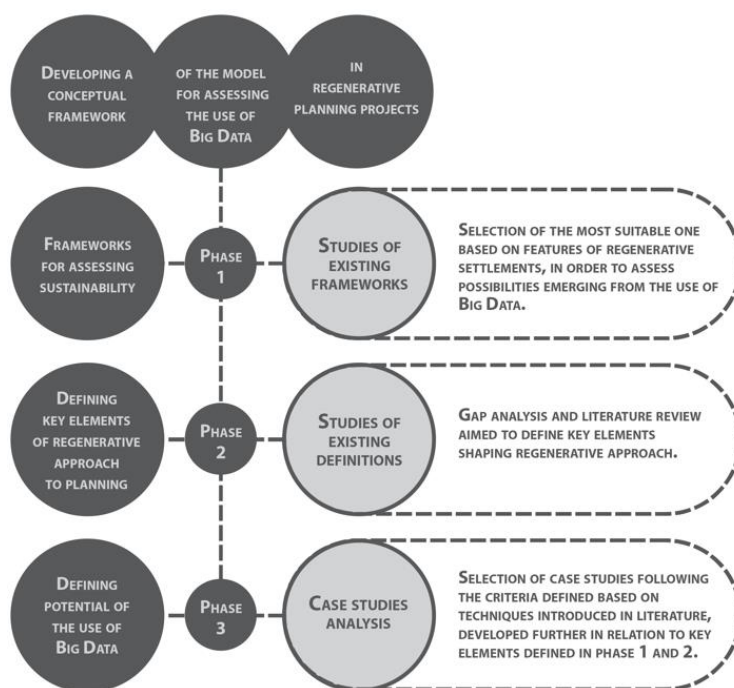 Developing a
conceptual
framework
of the model
for assessing
the use of
Big Data
in
regenerative
planning projects
Frameworks
for assessing
sustainability
Phase
1
Studies of
existing
frameworks
Selection of the most suitable one
based on features of regenerative
settlements, in order to assess
possibilities emerging from the use of
Big Data.
Defining
key elements
of regenerative
approach
to planning
Phase
2
Studies of
existing
definitions
Gap analysis and literature review
aimed to define key elements
shaping regenerative approach.
Defining
potential of
the use of
Big Data
Phase
3
Case studies
analysis
Selection of case studies following
the criteria defined based on
techniques introduced in literature,
developed further in relation to key
elements defined in phase 1 and 2.